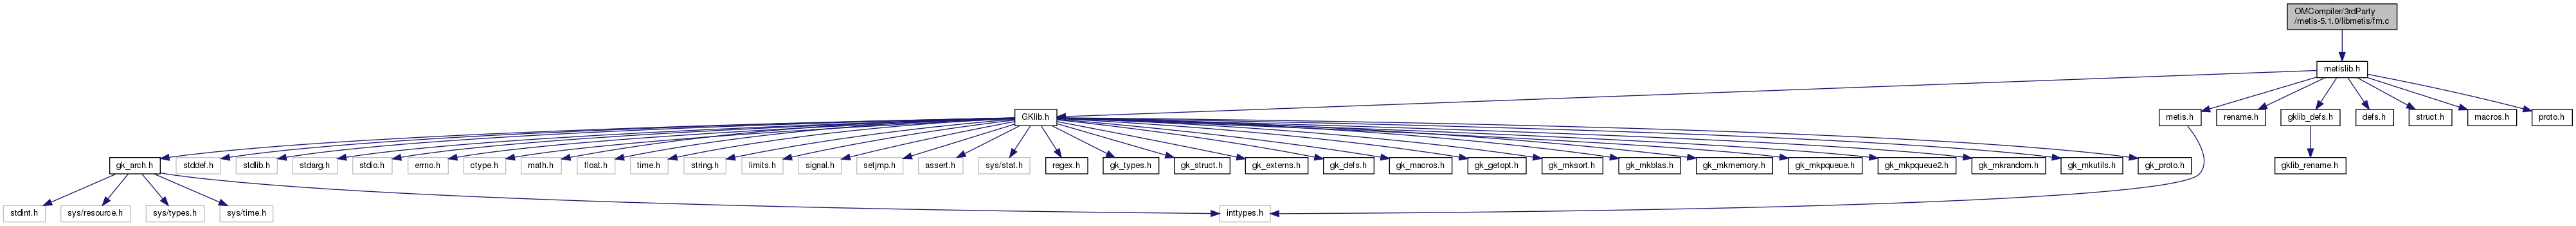 OMCompiler/3rdParty
/metis-5.1.0/libmetis/fm.c
metislib.h
GKlib.h
metis.h
rename.h
gklib_defs.h
defs.h
struct.h
macros.h
proto.h
gk_arch.h
stddef.h
stdlib.h
stdarg.h
stdio.h
errno.h
ctype.h
math.h
float.h
time.h
string.h
limits.h
signal.h
setjmp.h
assert.h
sys/stat.h
regex.h
gk_types.h
gk_struct.h
gk_externs.h
gk_defs.h
gk_macros.h
gk_getopt.h
gk_mksort.h
gk_mkblas.h
gk_mkmemory.h
gk_mkpqueue.h
gk_mkpqueue2.h
gk_mkrandom.h
gk_mkutils.h
gk_proto.h
gklib_rename.h
stdint.h
sys/resource.h
sys/types.h
sys/time.h
inttypes.h